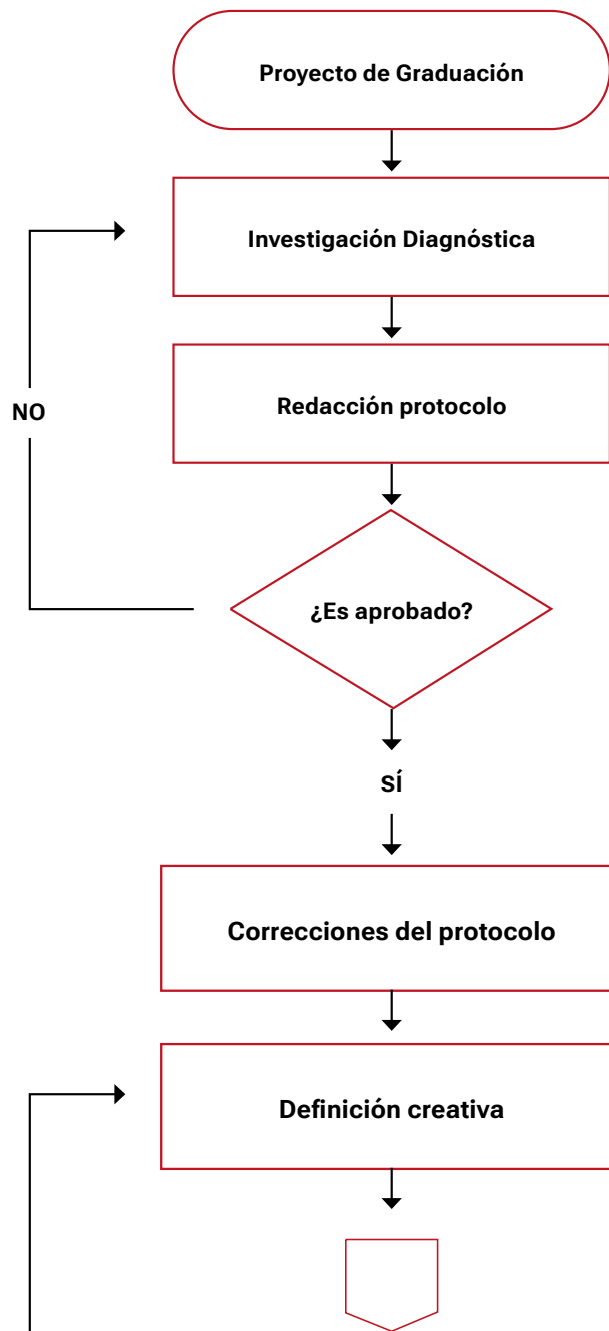 Proyecto de Graduación
Investigación Diagnóstica
Redacción protocolo
NO
¿Es aprobado?
SÍ
Correcciones del protocolo
Definición creativa